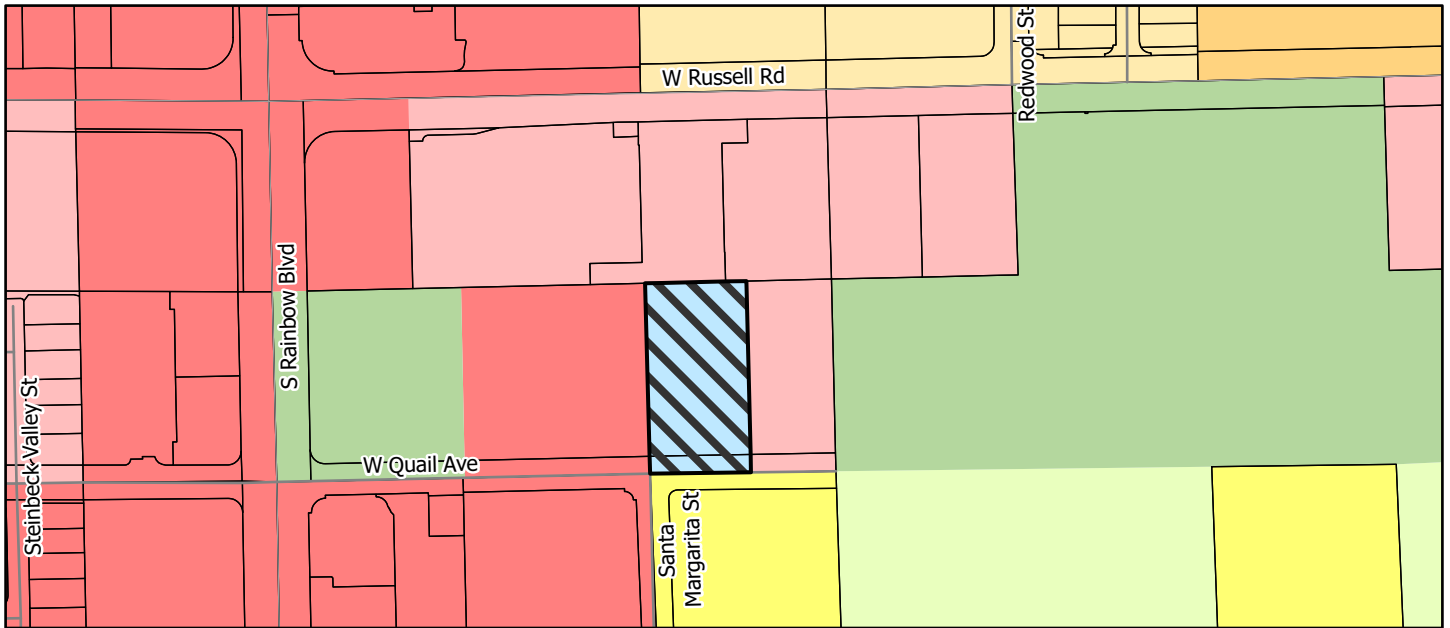 Redwood St
W Russell Rd
S Rainbow Blvd
Steinbeck Valley St
W Quail Ave
Santa
Margarita St